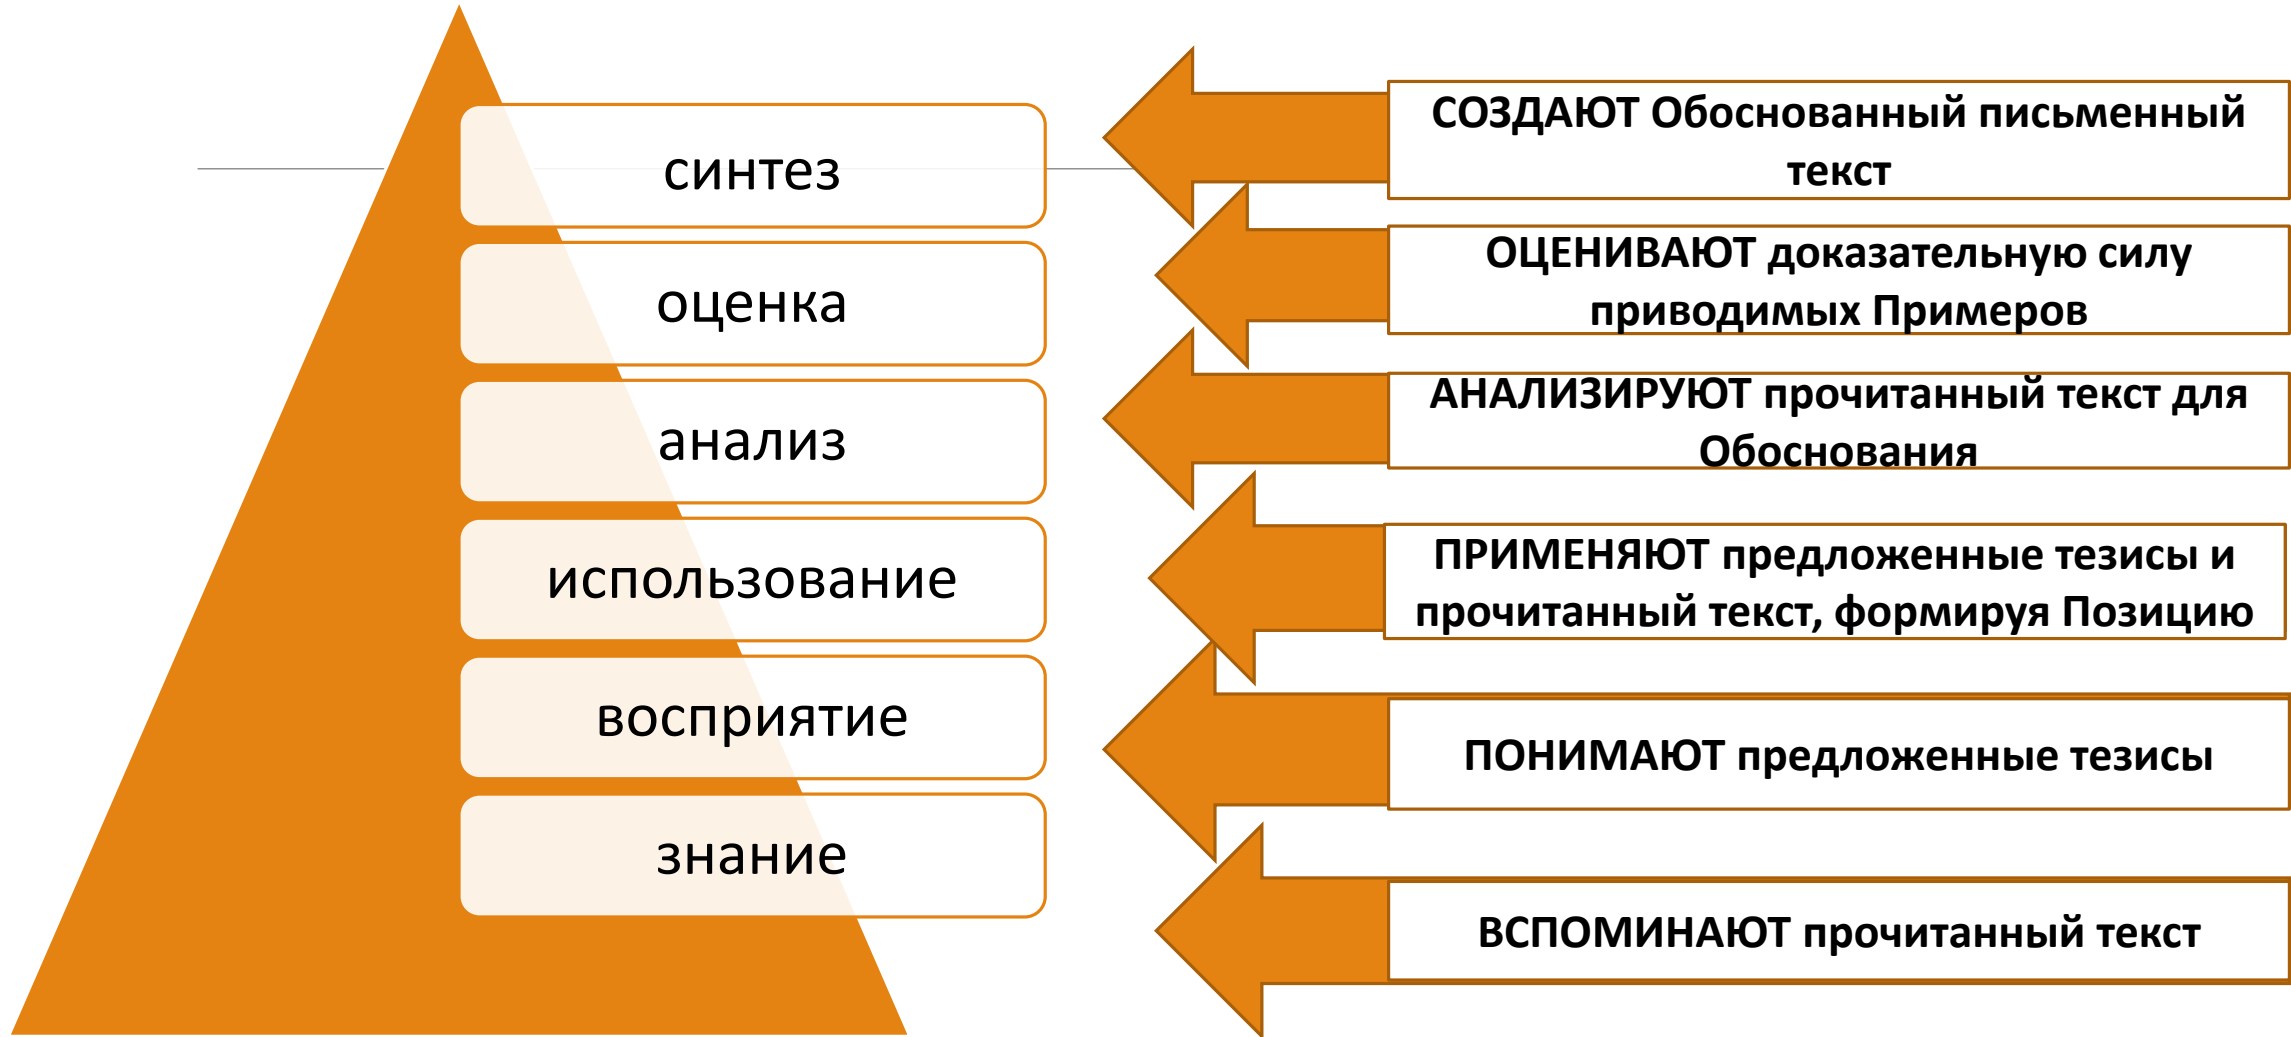 синтез
СОЗДАЮТ Обоснованный письменный
текст
оценка
ОЦЕНИВАЮТ доказательную силу
приводимых Примеров
анализ
АНАЛИЗИРУЮТ прочитанный текст для
Обоснования
использование
ПРИМЕНЯЮТ предложенные тезисы и
прочитанный текст, формируя Позицию
восприятие
ПОНИМАЮТ предложенные тезисы
знание
ВСПОМИНАЮТ прочитанный текст